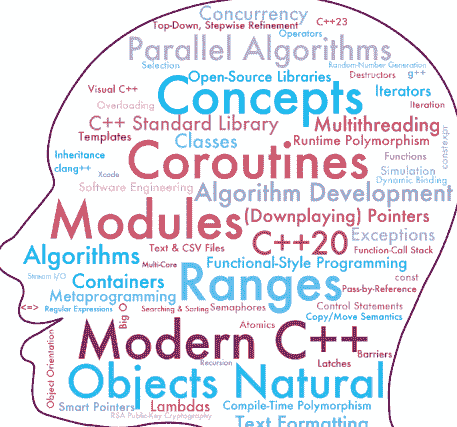 Concurrency
Top-Down, Stepwise Refinement C++23
Operators
Parallel Algorithms
Selection Random-Number Generation
Open-Source Libraries Destructors g++
Visual C++ Concepts Iterators
Overloading Iteration
C++ Standard Library Multithreading
Templates Classes Runtime Polymorphism
constexpr
Inheritance Coroutines Functions
clang++ Simulation
Xcode Dynamic Binding
Software Engineering Algorithm Development
Modules (Downplaying) Pointers
C++20 Exceptions
Algorithms Text & CSV Files Function-Call Stack
Multi-Core Functional-Style Programming
Stream I/O Containers Ranges const
Metaprogramming Pass-by-Reference
<=> Regular Expressions Big O Searching & Sorting Semaphores Control Statements
Atomics Copy/Move Semantics
Object Orientation
Modern C++
Recursion Latches Barriers
Objects Natural
Smart Pointers Lambdas Compile-Time Polymorphism
RSA Public-Key Cryptography
Text Formatting